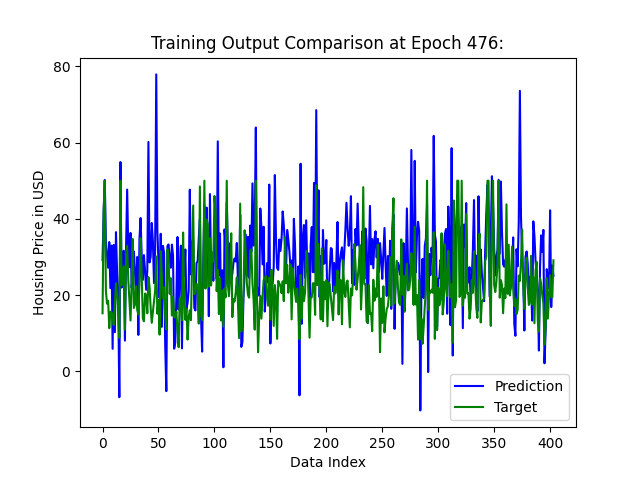 Training Output Comparison at Epoch 476:
80
60
40
20
0
Housing Price in USD
0 50 100 150 200 250 300 350 400
Data Index
Prediction
Target